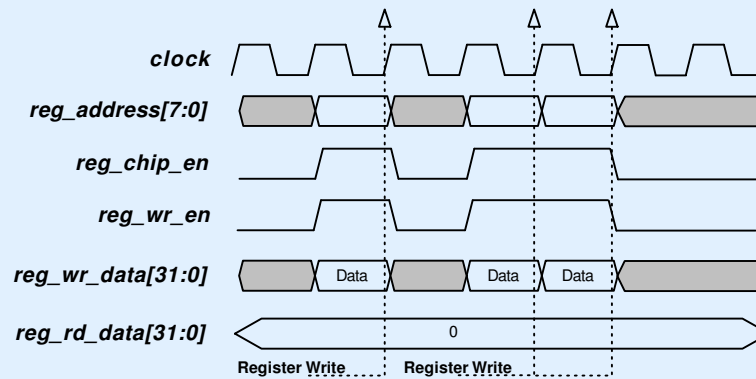 clock
reg_address[7:0]
reg_chip_en
reg_wr_en
reg_wr_data[31:0] Data Data Data
reg_rd_data[31:0] 0
Register Write Register Write